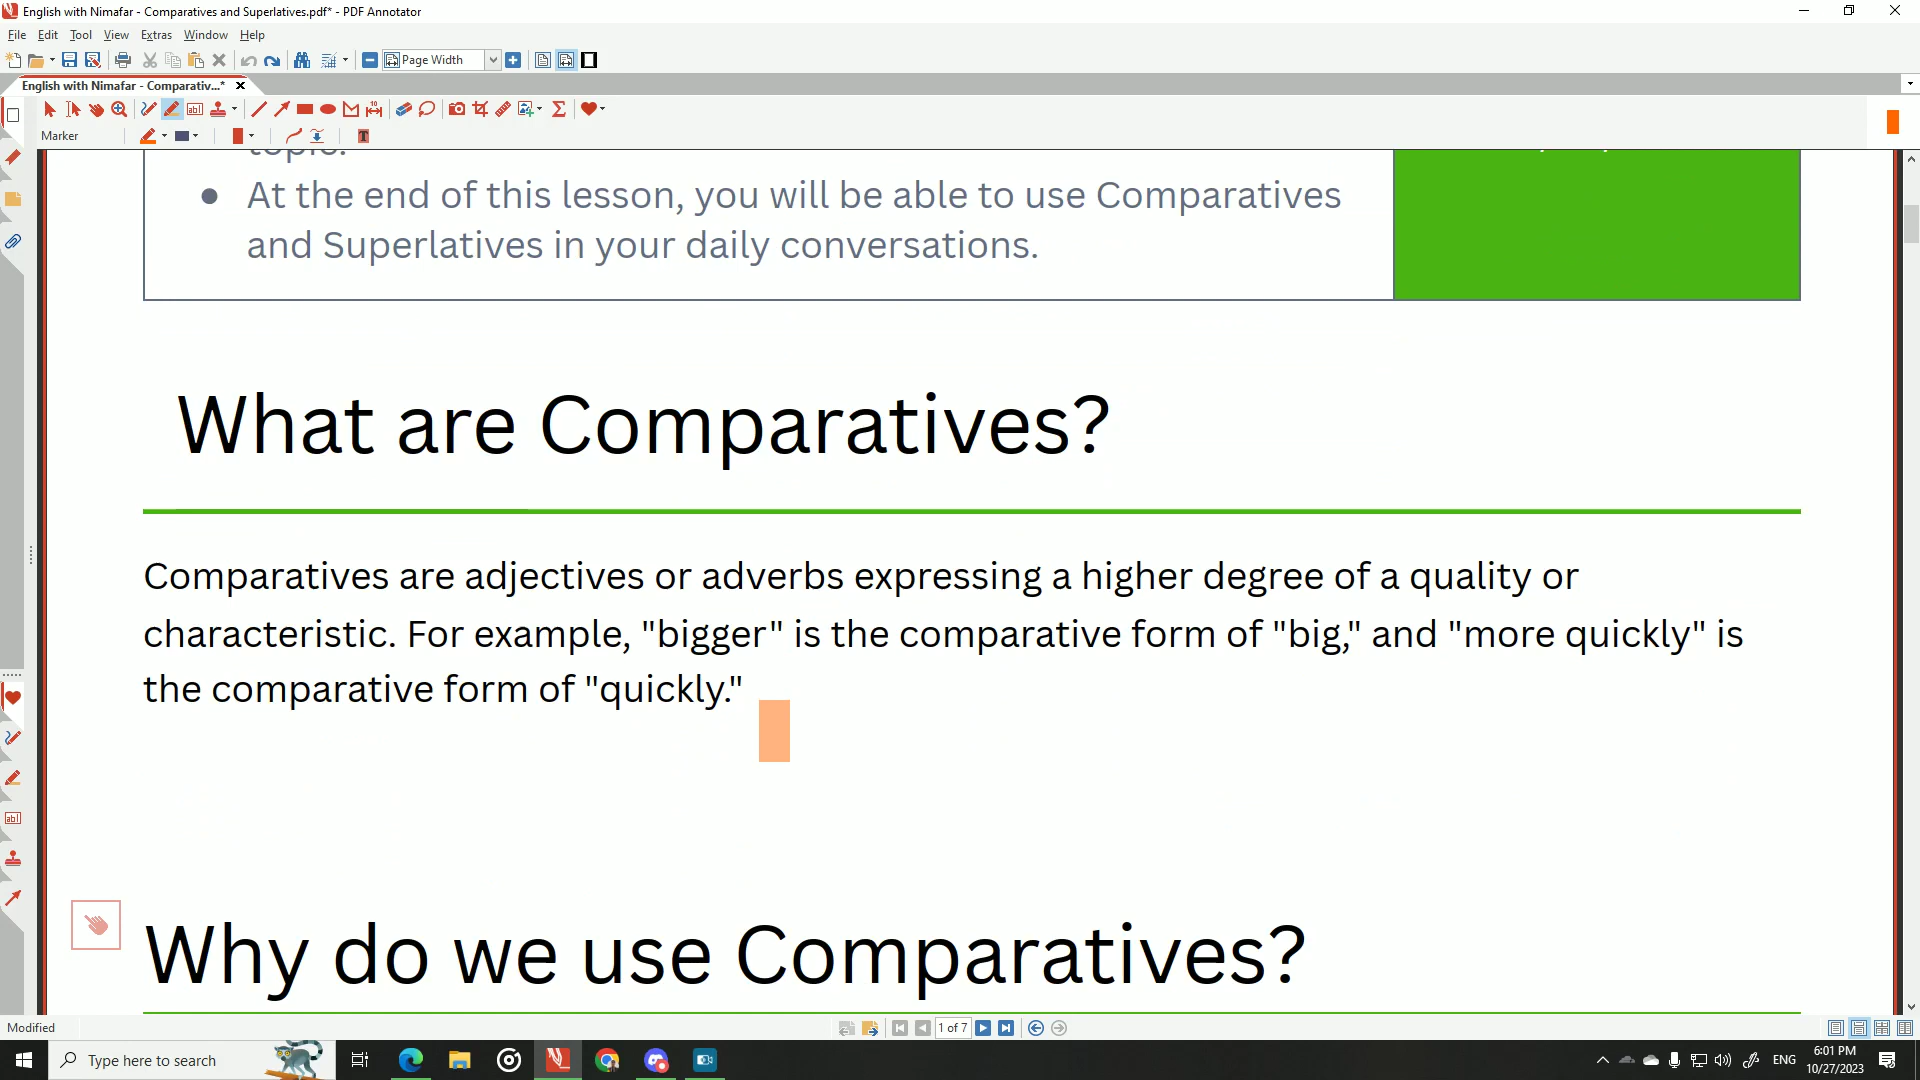 English with Nimafar - Comparatives and Superlatives.pdf* - PDF Annotator
File Edit Tool View Extras Window Help
Page Width
English with Nimafar - Comparativ...*
Marker
topic.
At the end of this lesson, you will be able to use Comparatives
and Superlatives in your daily conversations.
What are Comparatives?
Comparatives are adjectives or adverbs expressing a higher degree of a quality or
characteristic. For example, "bigger" is the comparative form of "big," and "more quickly" is
the comparative form of "quickly."
Why do we use Comparatives?
Modified
1 of 7
Type here to search
ENG
6:01 PM
10/27/2023